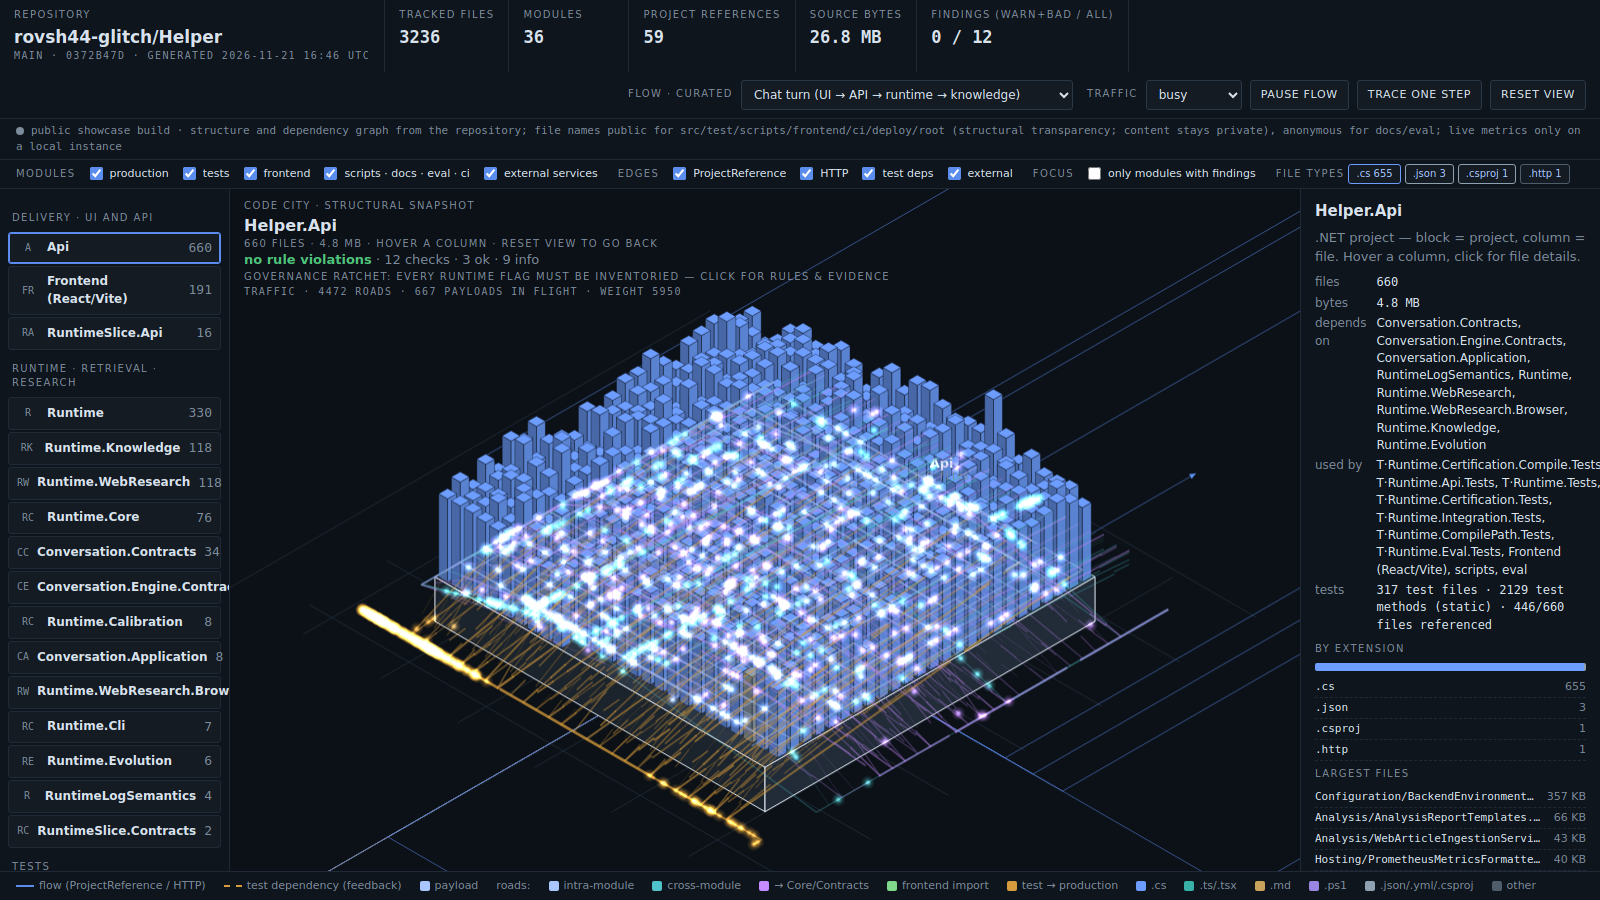 REPOSITORY
rovsh44-glitch/Helper
MAIN · 0372B47D · GENERATED 2026-11-21 16:46 UTC
TRACKED FILES
3236
MODULES
36
PROJECT REFERENCES
59
SOURCE BYTES
26.8 MB
FINDINGS (WARN+BAD / ALL)
0 / 12
FLOW · CURATED
Chat turn (UI → API → runtime → knowledge)
TRAFFIC
busy
PAUSE FLOW
TRACE ONE STEP
RESET VIEW
public showcase build · structure and dependency graph from the repository; file names public for src/test/scripts/frontend/ci/deploy/root (structural transparency; content stays private), anonymous for docs/eval; live metrics only on
a local instance
MODULES production tests frontend scripts · docs · eval · ci external services EDGES ProjectReference HTTP test deps external FOCUS only modules with findings FILE TYPES .cs 655 .json 3 .csproj 1 .http 1
DELIVERY · UI AND API
A Api 660
FR Frontend (React/Vite) 191
RA RuntimeSlice.Api 16
RUNTIME · RETRIEVAL ·
RESEARCH
R Runtime 330
RK Runtime.Knowledge 118
RW Runtime.WebResearch 118
RC Runtime.Core 76
CC Conversation.Contracts 34
CE Conversation.Engine.Contrac
RC Runtime.Calibration 8
CA Conversation.Application 8
RW Runtime.WebResearch.Brow
RC Runtime.Cli 7
RE Runtime.Evolution 6
R RuntimeLogSemantics 4
RC RuntimeSlice.Contracts 2
TESTS
CODE CITY · STRUCTURAL SNAPSHOT
Helper.Api
660 FILES · 4.8 MB · HOVER A COLUMN · RESET VIEW TO GO BACK
no rule violations · 12 checks · 3 ok · 9 info
GOVERNANCE RATCHET: EVERY RUNTIME FLAG MUST BE INVENTORIED — CLICK FOR RULES & EVIDENCE
TRAFFIC · 4472 ROADS · 667 PAYLOADS IN FLIGHT · WEIGHT 5950
Api
Helper.Api
.NET project — block = project, column =
file. Hover a column, click for file details.
files 660
bytes 4.8 MB
depends on Conversation.Contracts,
Conversation.Engine.Contracts,
Conversation.Application,
RuntimeLogSemantics, Runtime,
Runtime.WebResearch,
Runtime.WebResearch.Browser,
Runtime.Knowledge,
Runtime.Evolution
used by T·Runtime.Certification.Compile.Tests
T·Runtime.Api.Tests, T·Runtime.Tests,
T·Runtime.Certification.Tests,
T·Runtime.Integration.Tests,
T·Runtime.CompilePath.Tests,
T·Runtime.Eval.Tests, Frontend
(React/Vite), scripts, eval
tests 317 test files · 2129 test
methods (static) · 446/660
files referenced
BY EXTENSION
.cs 655
.json 3
.csproj 1
.http 1
LARGEST FILES
Configuration/BackendEnvironment… 357 KB
Analysis/AnalysisReportTemplates.… 66 KB
Analysis/WebArticleIngestionServi… 43 KB
Hosting/PrometheusMetricsFormatte… 40 KB
flow (ProjectReference / HTTP) test dependency (feedback) payload roads: intra-module cross-module → Core/Contracts frontend import test → production .cs .ts/.tsx .md .ps1 .json/.yml/.csproj other